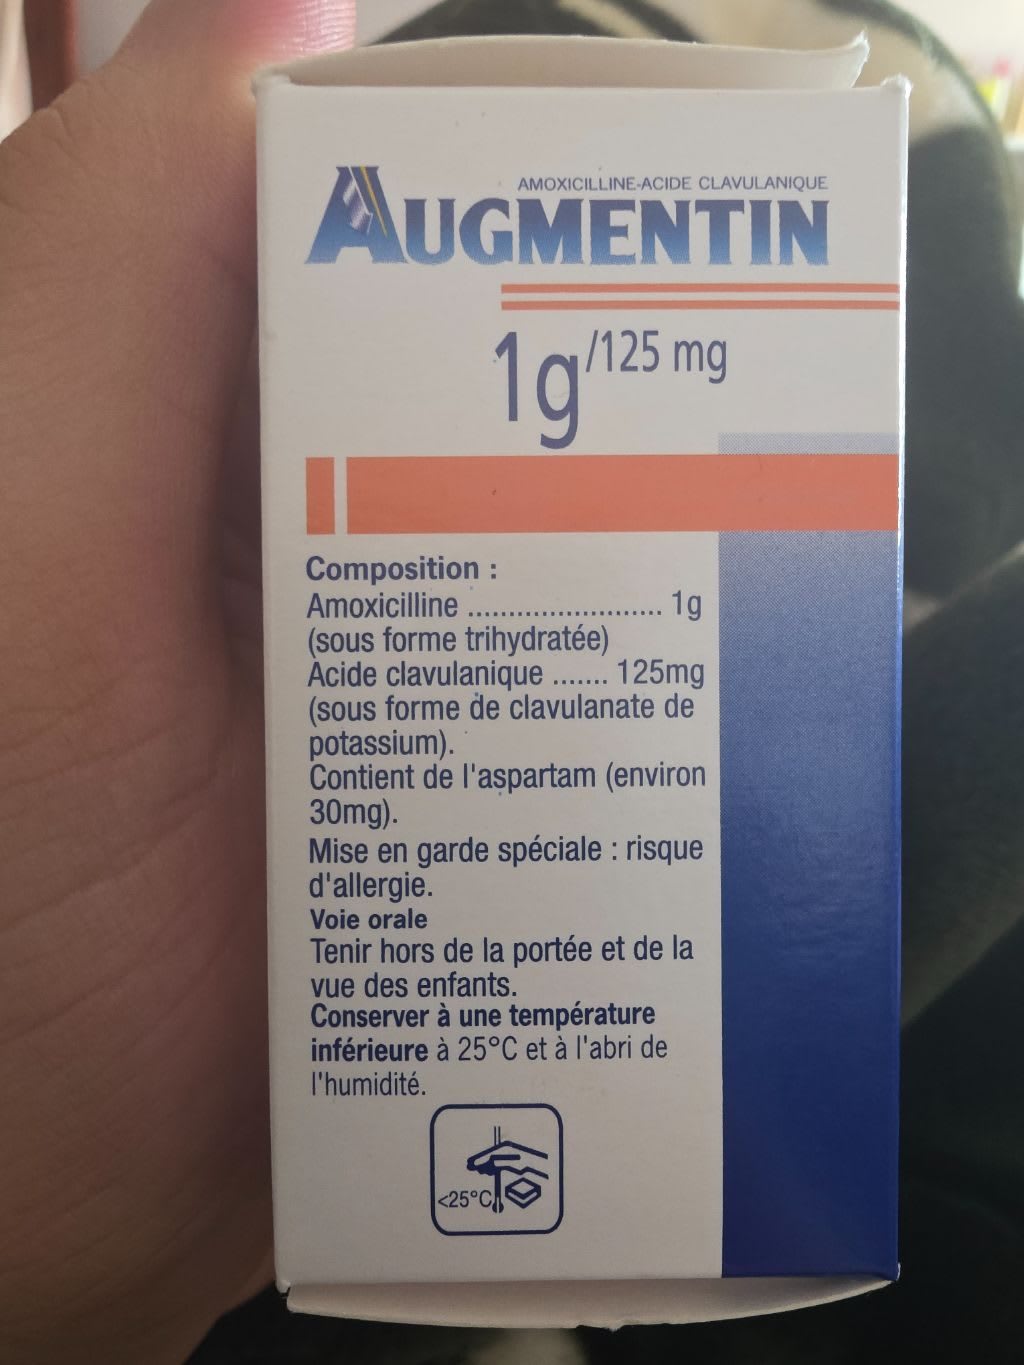 AMOXICILLINE-ACIDE CLAVULANIQUE
AUGMENTIN
1g/125 mg
Composition :
Amoxicilline ........................ 1g
(sous forme trihydratée)
Acide clavulanique ....... 125mg
(sous forme de clavulanate de
potassium).
Contient de l'aspartam (environ
30mg).
Mise en garde spéciale : risque
d'allergie.
Voie orale
Tenir hors de la portée et de la
vue des enfants.
Conserver à une température
inférieure à 25°C et à l'abri de
l'humidité.
<25°C